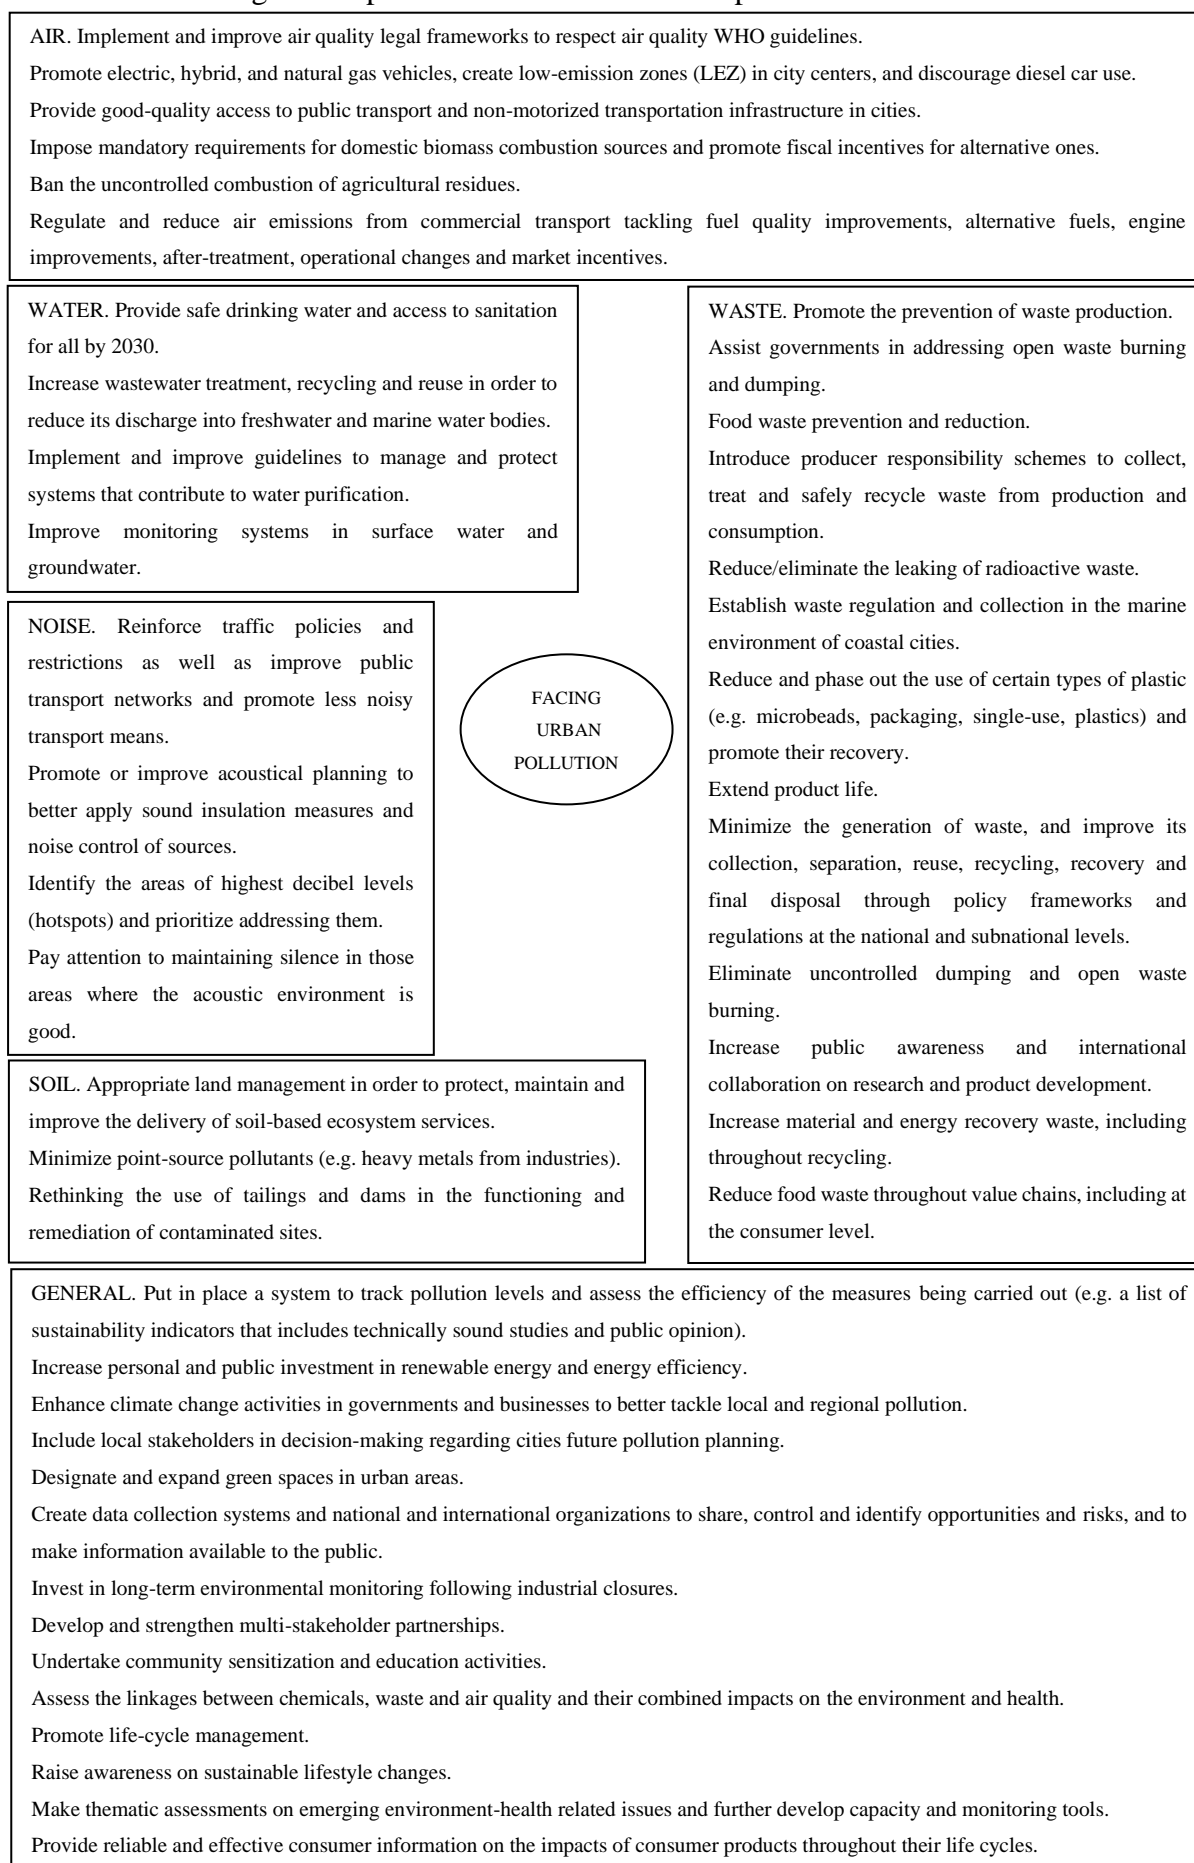 AIR. Implement and improve air quality legal frameworks to respect air quality WHO guidelines.
Promote electric, hybrid, and natural gas vehicles, create low-emission zones (LEZ) in city centers, and discourage diesel car use.
Provide good-quality access to public transport and non-motorized transportation infrastructure in cities.
Impose mandatory requirements for domestic biomass combustion sources and promote fiscal incentives for alternative ones.
Ban the uncontrolled combustion of agricultural residues.
Regulate and reduce air emissions from commercial transport tackling fuel quality improvements, alternative fuels, engine
improvements, after-treatment, operational changes and market incentives.
WATER. Provide safe drinking water and access to sanitation
for all by 2030.
Increase wastewater treatment, recycling and reuse in order to
reduce its discharge into freshwater and marine water bodies.
Implement and improve guidelines to manage and protect
systems that contribute to water purification.
Improve monitoring systems in surface water and
groundwater.
NOISE. Reinforce traffic policies and
restrictions as well as improve public
transport networks and promote less noisy
transport means.
Promote or improve acoustical planning to
better apply sound insulation measures and
noise control of sources.
Identify the areas of highest decibel levels
(hotspots) and prioritize addressing them.
Pay attention to maintaining silence in those
areas where the acoustic environment is
good.
FACING
URBAN
POLLUTION
WASTE. Promote the prevention of waste production.
Assist governments in addressing open waste burning
and dumping.
Food waste prevention and reduction.
Introduce producer responsibility schemes to collect,
treat and safely recycle waste from production and
consumption.
Reduce/eliminate the leaking of radioactive waste.
Establish waste regulation and collection in the marine
environment of coastal cities.
Reduce and phase out the use of certain types of plastic
(e.g. microbeads, packaging, single-use, plastics) and
promote their recovery.
Extend product life.
Minimize the generation of waste, and improve its
collection, separation, reuse, recycling, recovery and
final disposal through policy frameworks and
regulations at the national and subnational levels.
Eliminate uncontrolled dumping and open waste
burning.
Increase public awareness and international
collaboration on research and product development.
Increase material and energy recovery waste, including
throughout recycling.
Reduce food waste throughout value chains, including at
the consumer level.
SOIL. Appropriate land management in order to protect, maintain and
improve the delivery of soil-based ecosystem services.
Minimize point-source pollutants (e.g. heavy metals from industries).
Rethinking the use of tailings and dams in the functioning and
remediation of contaminated sites.
GENERAL. Put in place a system to track pollution levels and assess the efficiency of the measures being carried out (e.g. a list of
sustainability indicators that includes technically sound studies and public opinion).
Increase personal and public investment in renewable energy and energy efficiency.
Enhance climate change activities in governments and businesses to better tackle local and regional pollution.
Include local stakeholders in decision-making regarding cities future pollution planning.
Designate and expand green spaces in urban areas.
Create data collection systems and national and international organizations to share, control and identify opportunities and risks, and to
make information available to the public.
Invest in long-term environmental monitoring following industrial closures.
Develop and strengthen multi-stakeholder partnerships.
Undertake community sensitization and education activities.
Assess the linkages between chemicals, waste and air quality and their combined impacts on the environment and health.
Promote life-cycle management.
Raise awareness on sustainable lifestyle changes.
Make thematic assessments on emerging environment-health related issues and further develop capacity and monitoring tools.
Provide reliable and effective consumer information on the impacts of consumer products throughout their life cycles.